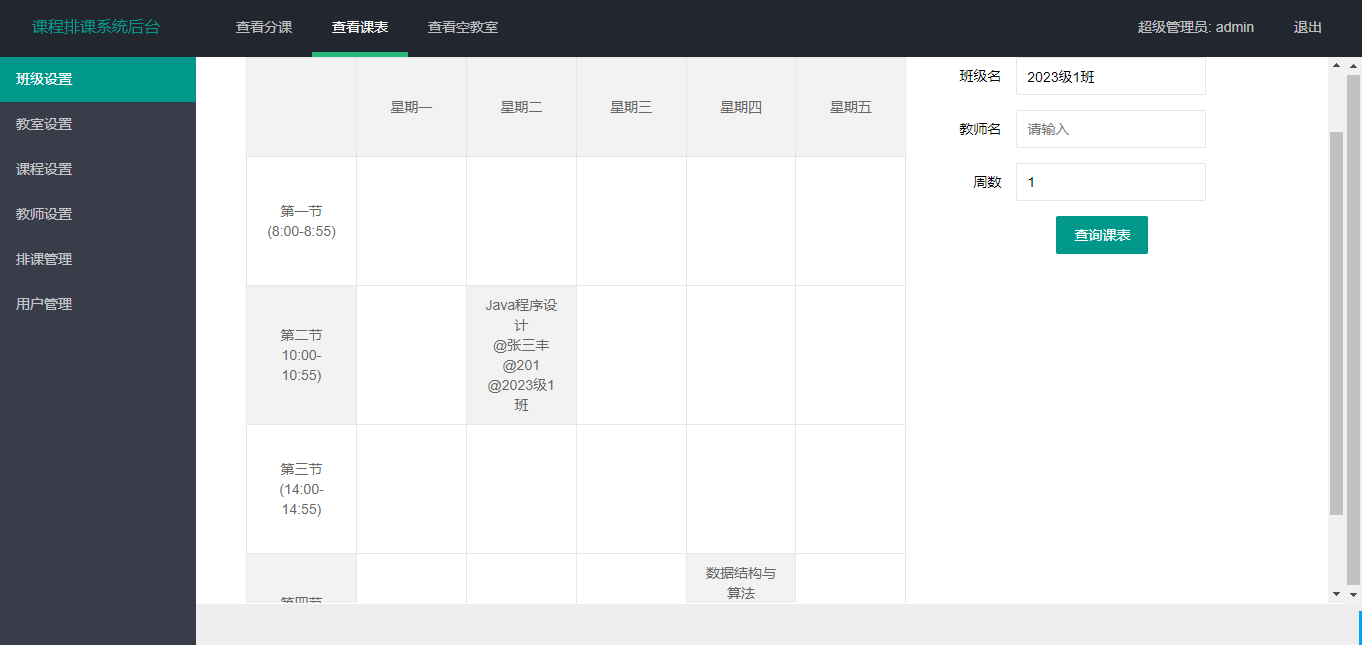 课程排课系统后台
查看分课
查看课表
查看空教室
超级管理员: admin
退出
班级设置
教室设置
课程设置
教师设置
排课管理
用户管理
星期一
星期二
星期三
星期四
星期五
第一节
(8:00-8:55)
第二节
10:00-
10:55)
Java程序设
计
@张三丰
@201
@2023级1
班
第三节
(14:00-
14:55)
第四节
数据结构与
算法
班级名
2023级1班
教师名
请输入
周数
1
查询课表